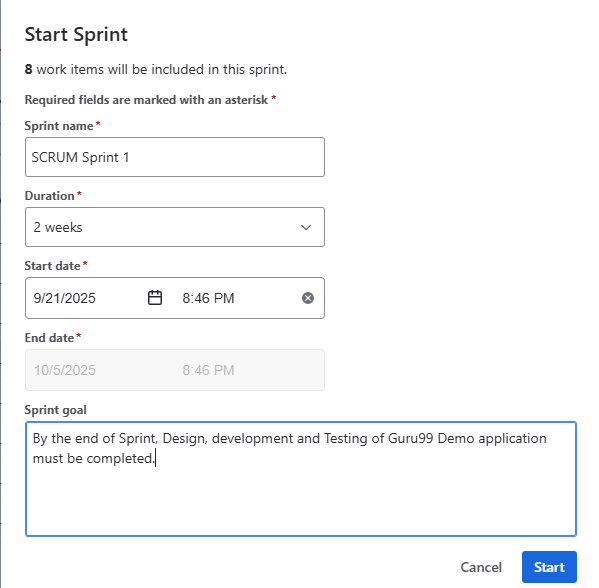 Start Sprint
8 work items will be included in this sprint.
Required fields are marked with an asterisk *
Sprint name *
SCRUM Sprint 1
Duration *
2 weeks
Start date *
9/21/2025 8:46 PM
End date *
10/5/2025 8:46 PM
Sprint goal
By the end of Sprint, Design, development and Testing of Guru99 Demo application
must be completed.
Cancel Start